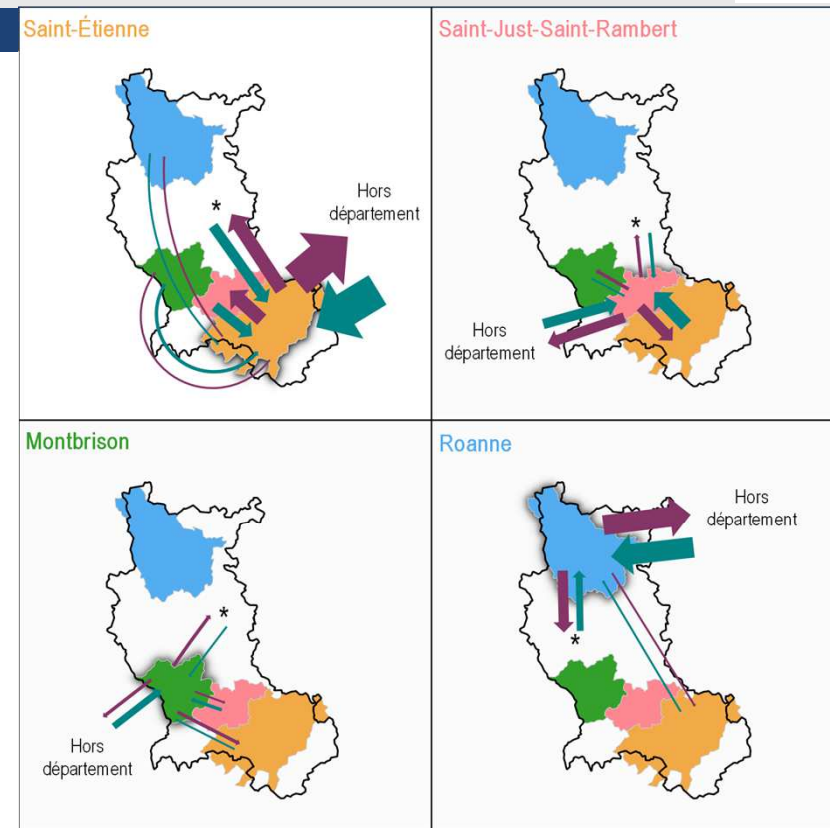 Saint-Étienne
*
Hors
département
Saint-Just-Saint-Rambert
*
Hors
département
Montbrison
*
Hors
département
Roanne
Hors
département
*